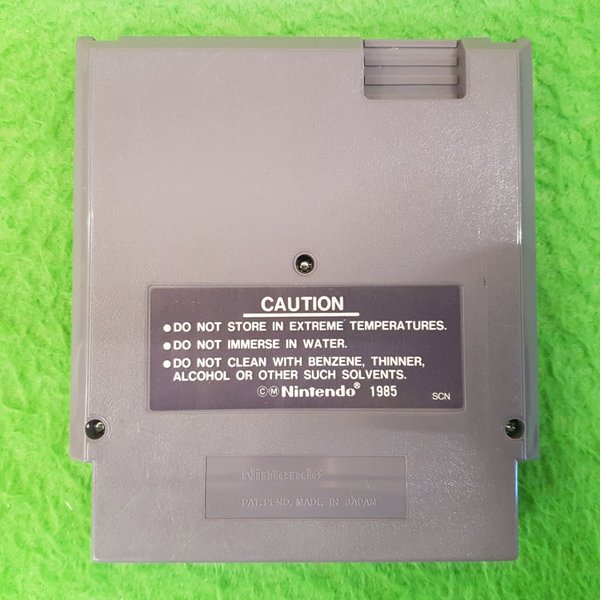 CAUTION
●DO NOT STORE IN EXTREME TEMPERATURES.
●DO NOT IMMERSE IN WATER.
●DO NOT CLEAN WITH BENZENE, THINNER,
ALCOHOL OR OTHER SUCH SOLVENTS.
©Ⓜ Nintendo® 1985 SCN
Nintendo
PAT. PEND. MADE IN JAPAN